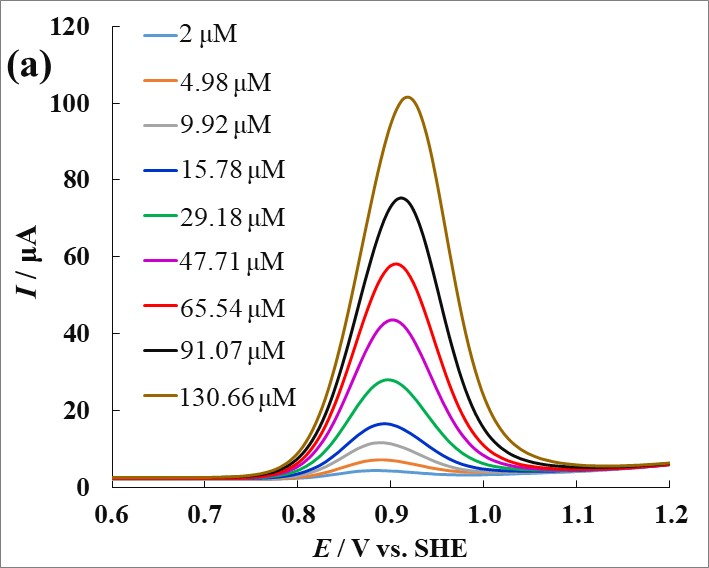 (a)
I / µA
120
100
80
60
40
20
0
2 µM
4.98 µM
9.92 µM
15.78 µM
29.18 µM
47.71 µM
65.54 µM
91.07 µM
130.66 µM
0.6 0.7 0.8 0.9 1.0 1.1 1.2
E / V vs. SHE